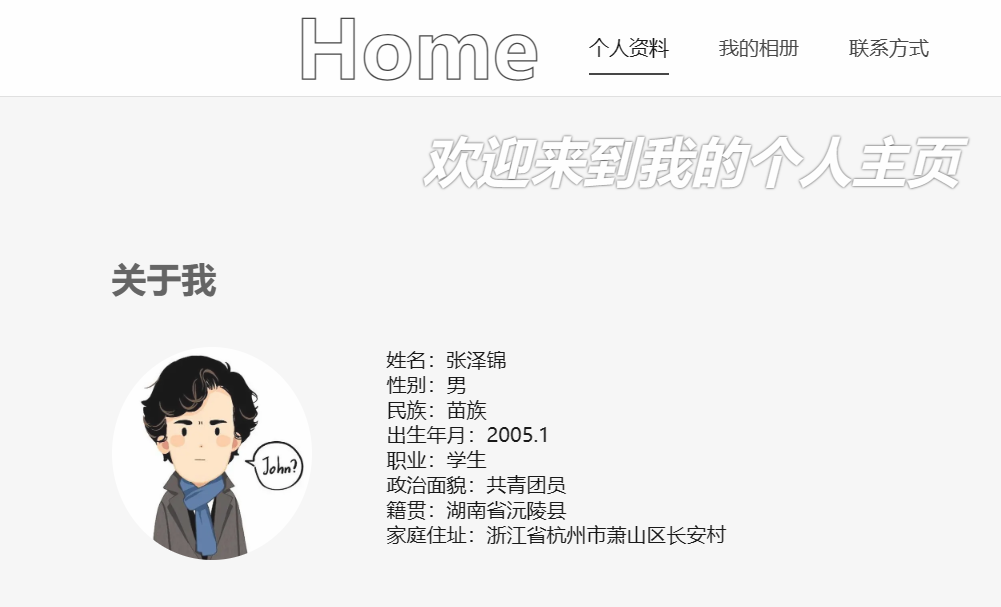 Home 个人资料 我的相册 联系方式
欢迎来到我的个人主页
关于我
姓名：张泽锦
性别：男
民族：苗族
出生年月：2005.1
职业：学生
John?
政治面貌：共青团员
籍贯：湖南省沅陵县
家庭住址：浙江省杭州市萧山区长安村